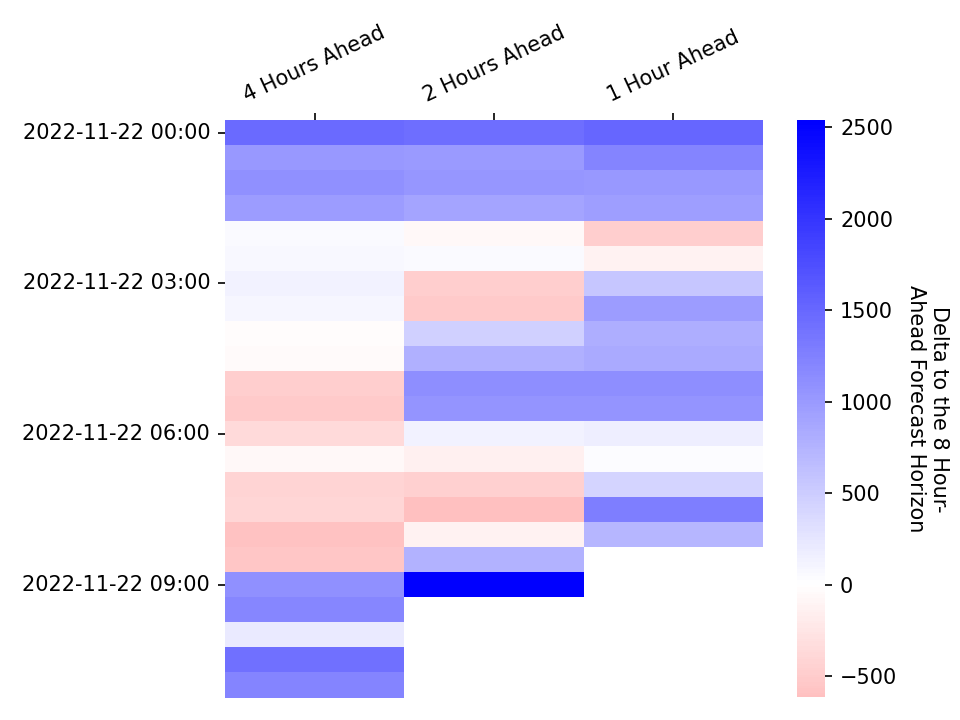 4 Hours Ahead
2 Hours Ahead
1 Hour Ahead
2022-11-22 00:00
2022-11-22 03:00
2022-11-22 06:00
2022-11-22 09:00
2500
2000
1500
1000
500
0
−500
Delta to the 8 Hour-
Ahead Forecast Horizon